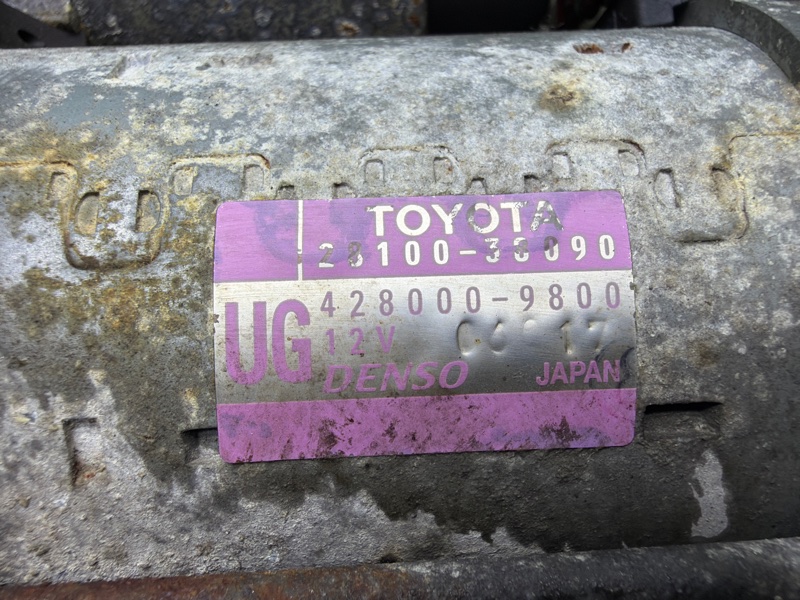 TOYOTA
28100-38090
UG
428000-9800
12V
DENSO JAPAN